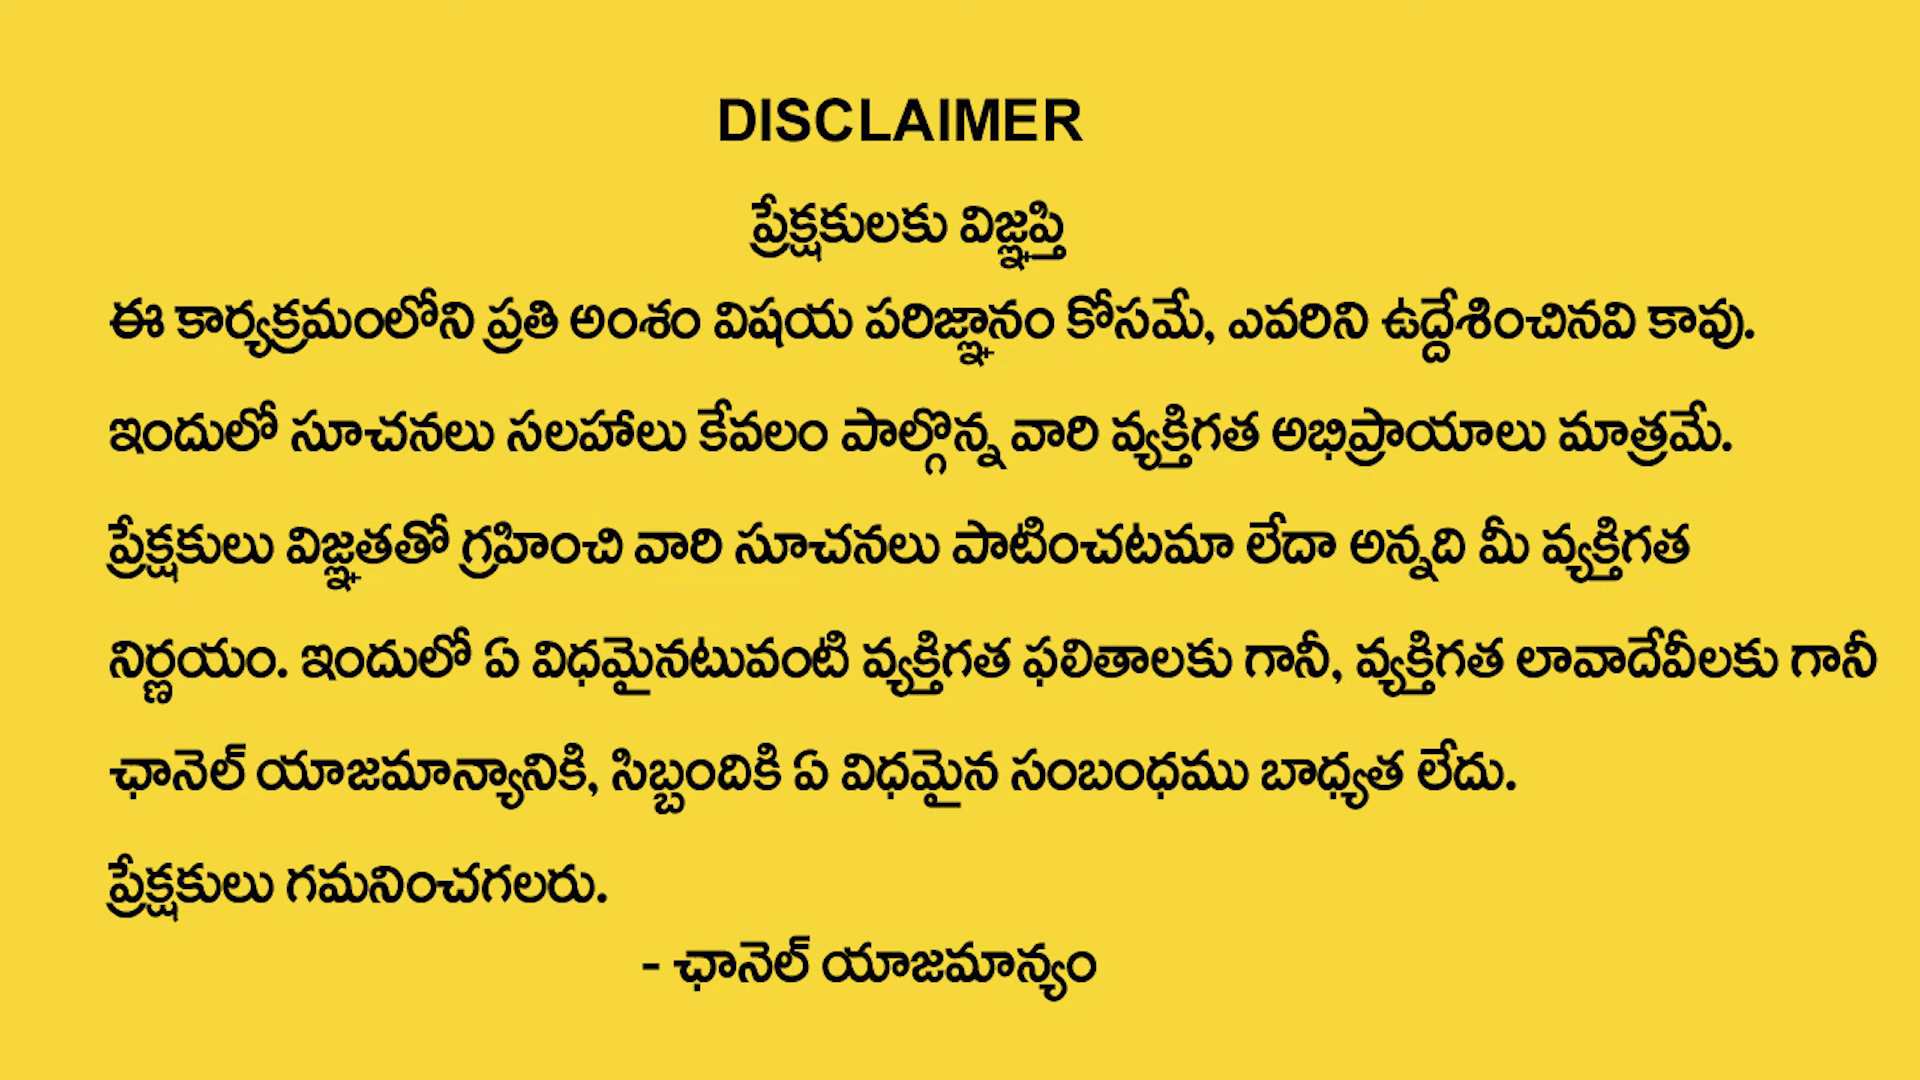 DISCLAIMER
ప్రేక్షకులకు విజ్ఞప్తి
ఈ కార్యక్రమంలోని ప్రతి అంశం విషయ పరిజ్ఞానం కోసమే, ఎవరిని ఉద్దేశించినవి కావు.
ఇందులో సూచనలు సలహాలు కేవలం పాల్గొన్న వారి వ్యక్తిగత అభిప్రాయాలు మాత్రమే.
ప్రేక్షకులు విజ్ఞతతో గ్రహించి వారి సూచనలు పాటించటమా లేదా అన్నది మీ వ్యక్తిగత
నిర్ణయం. ఇందులో ఏ విధమైనటువంటి వ్యక్తిగత ఫలితాలకు గానీ, వ్యక్తిగత లావాదేవీలకు గానీ
ఛానెల్ యాజమాన్యానికి, సిబ్బందికి ఏ విధమైన సంబంధము బాధ్యత లేదు.
ప్రేక్షకులు గమనించగలరు.
- ఛానెల్ యాజమాన్యం